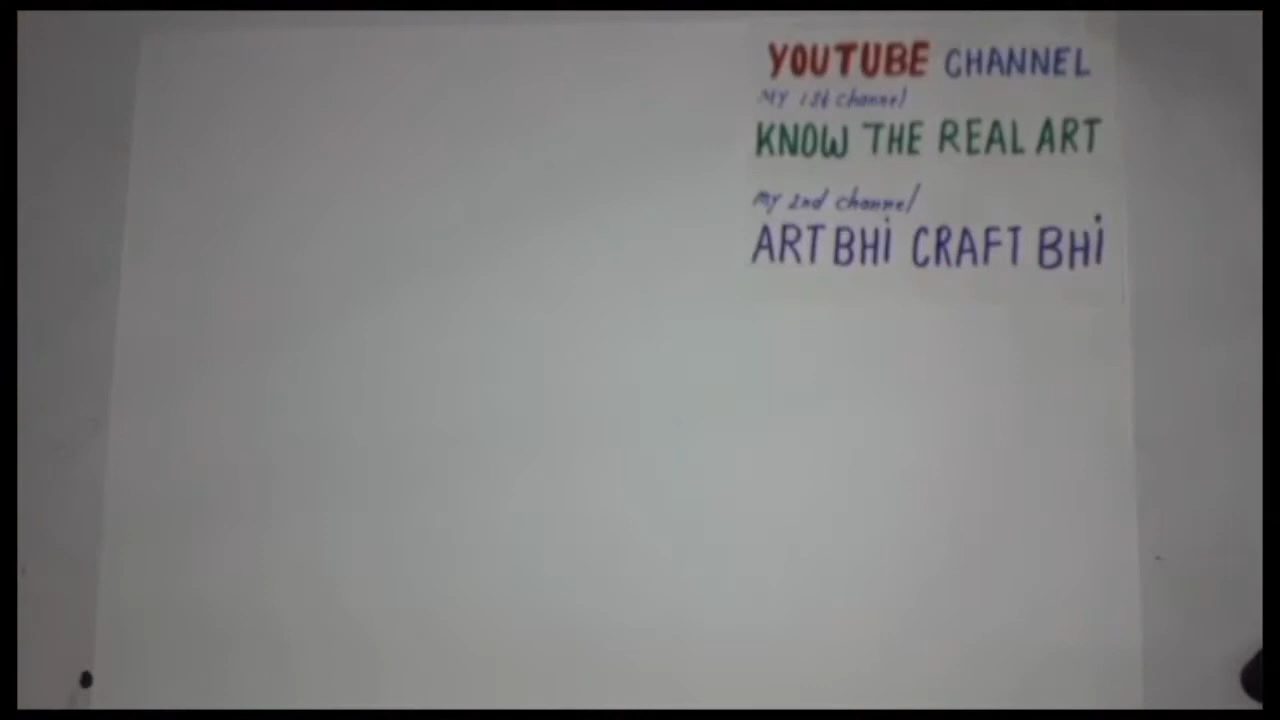 YOUTUBE CHANNEL
My 1st channel
KNOW THE REAL ART
My 2nd channel
ART BHi CRAFT BHi